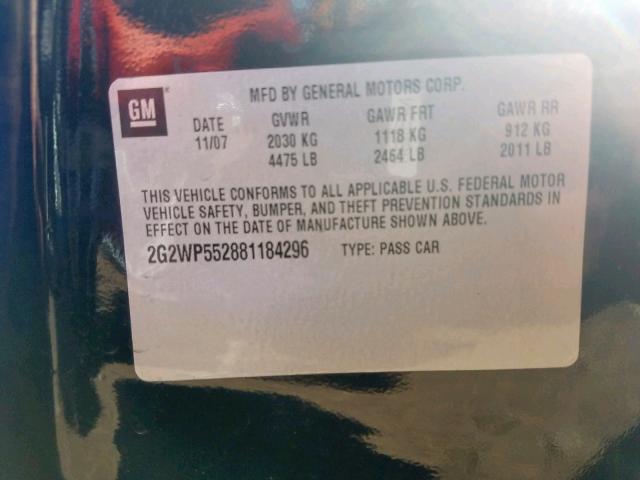 GM
MFD BY GENERAL MOTORS CORP.
DATE GVWR GAWR FRT GAWR RR
11/07 2030 KG 1118 KG 912 KG
4475 LB 2464 LB 2011 LB
THIS VEHICLE CONFORMS TO ALL APPLICABLE U.S. FEDERAL MOTOR
VEHICLE SAFETY, BUMPER, AND THEFT PREVENTION STANDARDS IN
EFFECT ON THE DATE OF MANUFACTURE SHOWN ABOVE.
2G2WP552881184296 TYPE: PASS CAR